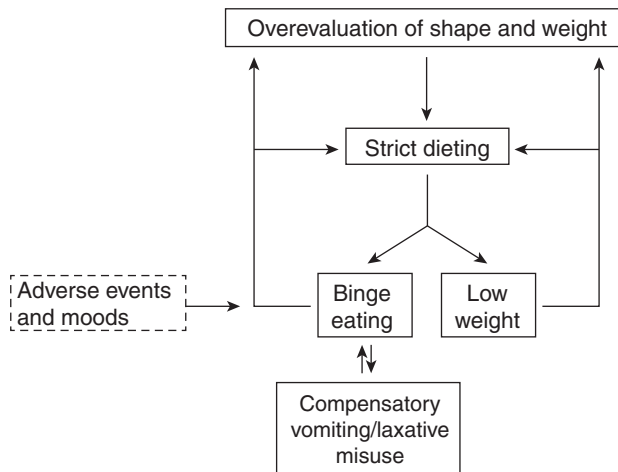 Overevaluation of shape and weight
Strict dieting
Adverse events
and moods
Binge
eating
Low
weight
Compensatory
vomiting/laxative
misuse